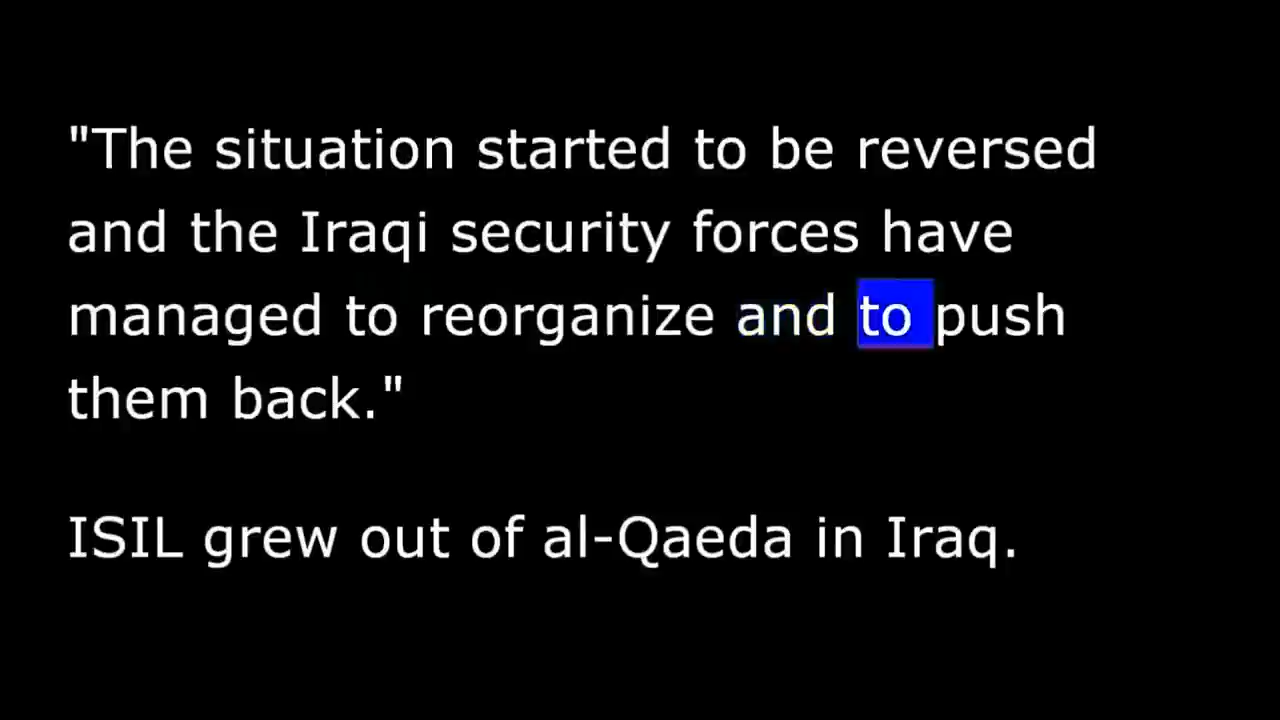 "The situation started to be reversed
and the Iraqi security forces have
managed to reorganize and to push
them back."
ISIL grew out of al-Qaeda in Iraq.